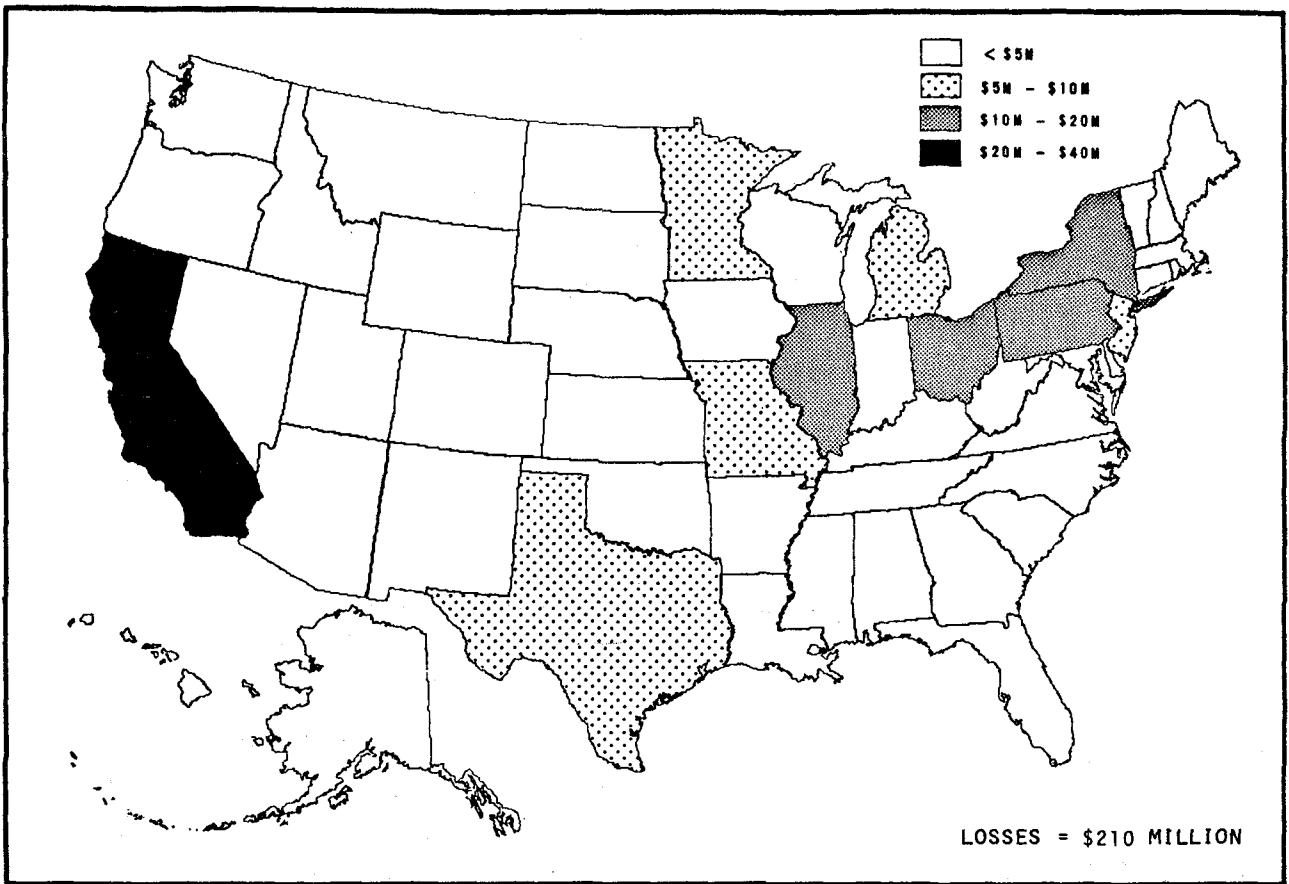 < $5M
$5M - $10M
$10M - $20M
$20M - $40M
LOSSES = $210 MILLION